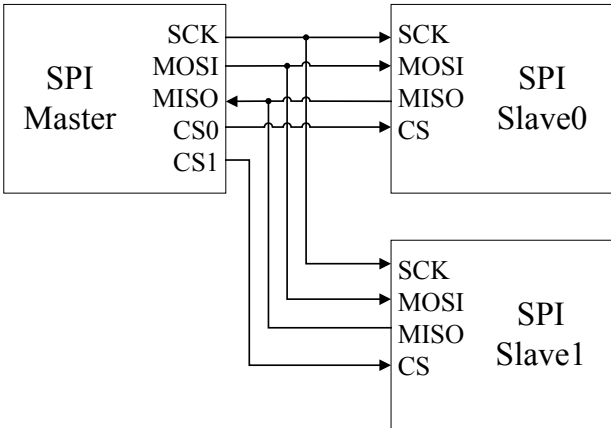 SPI
Master
SCK
MOSI
MISO
CS0
CS1
SCK
MOSI
MISO
CS
SPI
Slave0
SCK
MOSI
MISO
CS
SPI
Slave1